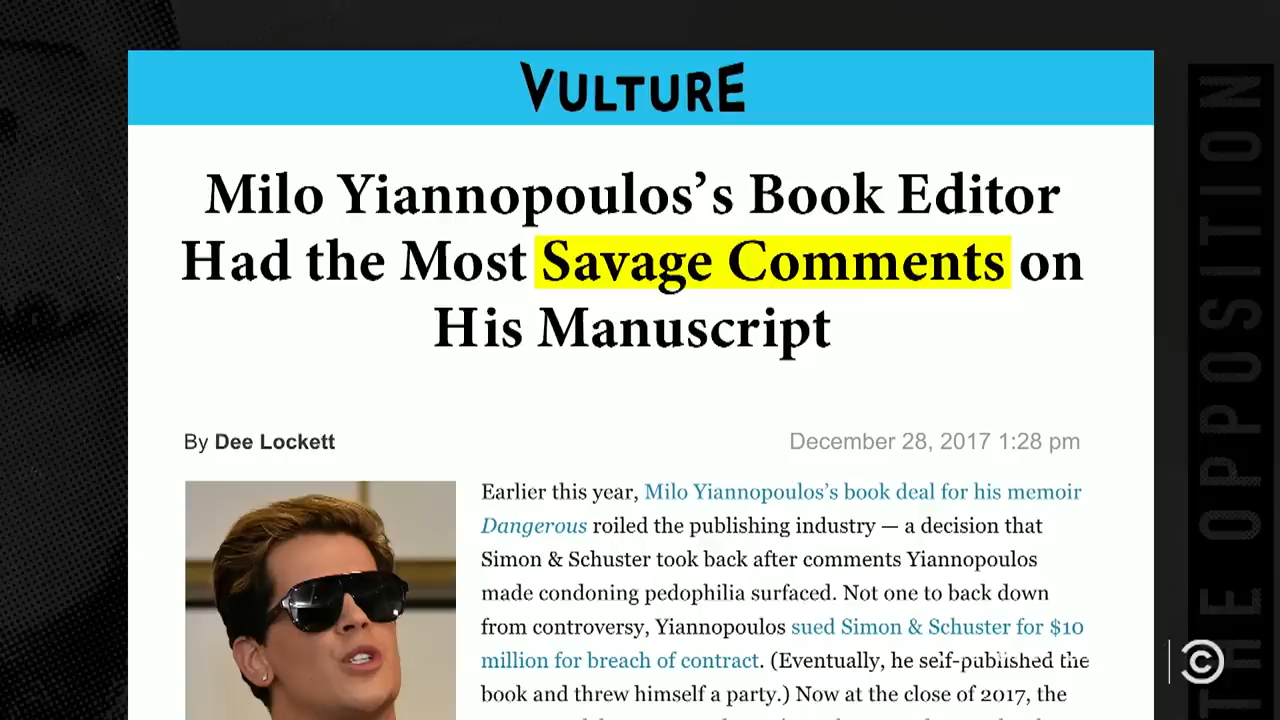 VULTURE
Milo Yiannopoulos’s Book Editor
Had the Most Savage Comments on
His Manuscript
By Dee Lockett
December 28, 2017 1:28 pm
Earlier this year, Milo Yiannopoulos’s book deal for his memoir
Dangerous roiled the publishing industry — a decision that
Simon & Schuster took back after comments Yiannopoulos
made condoning pedophilia surfaced. Not one to back down
from controversy, Yiannopoulos sued Simon & Schuster for $10
million for breach of contract. (Eventually, he self-published the
book and threw himself a party.) Now at the close of 2017, the
THE OPPOSITION